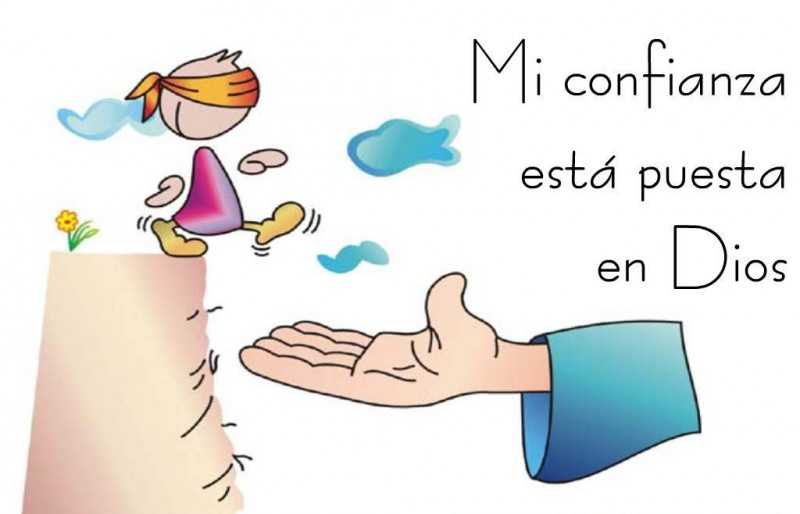 Mi confianza
está puesta
en Dios